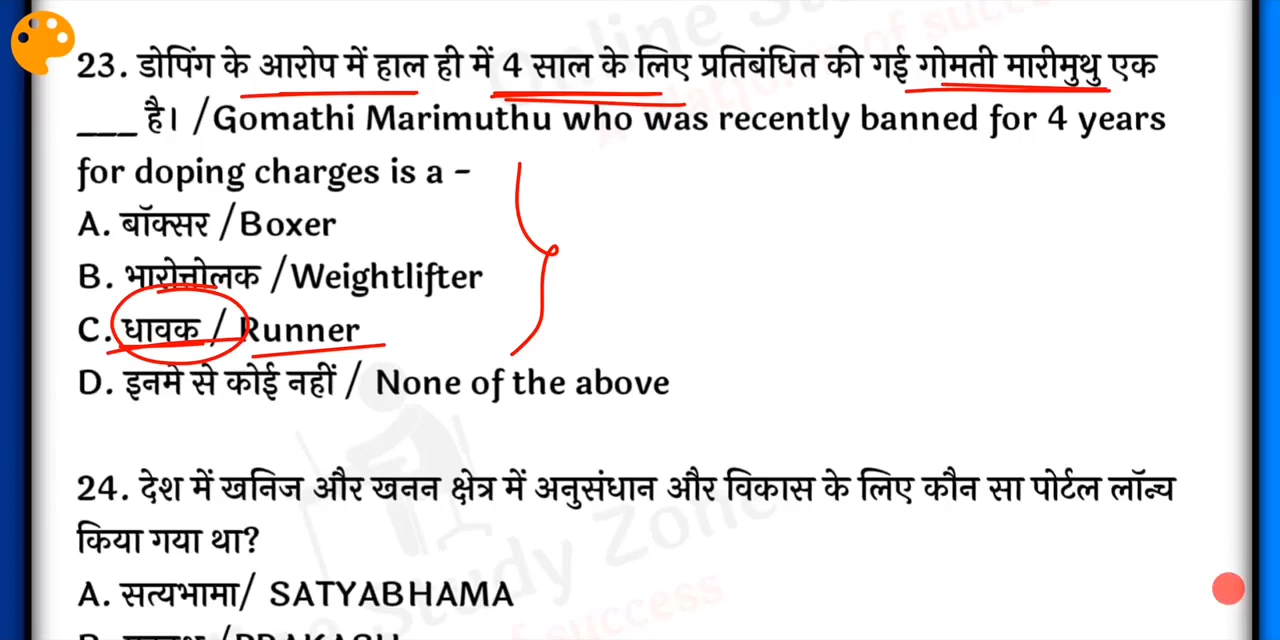 23. डोपिंग के आरोप में हाल ही में 4 साल के लिए प्रतिबंधित की गई गोमती मारीमुथु एक
___ है। /Gomathi Marimuthu who was recently banned for 4 years
for doping charges is a -
A. बॉक्सर /Boxer
B. भारोत्तोलक /Weightlifter
C. धावक / Runner
D. इनमे से कोई नहीं / None of the above
24. देश में खनिज और खनन क्षेत्र में अनुसंधान और विकास के लिए कौन सा पोर्टल लॉन्च
किया गया था?
A. सत्यभामा/ SATYABHAMA